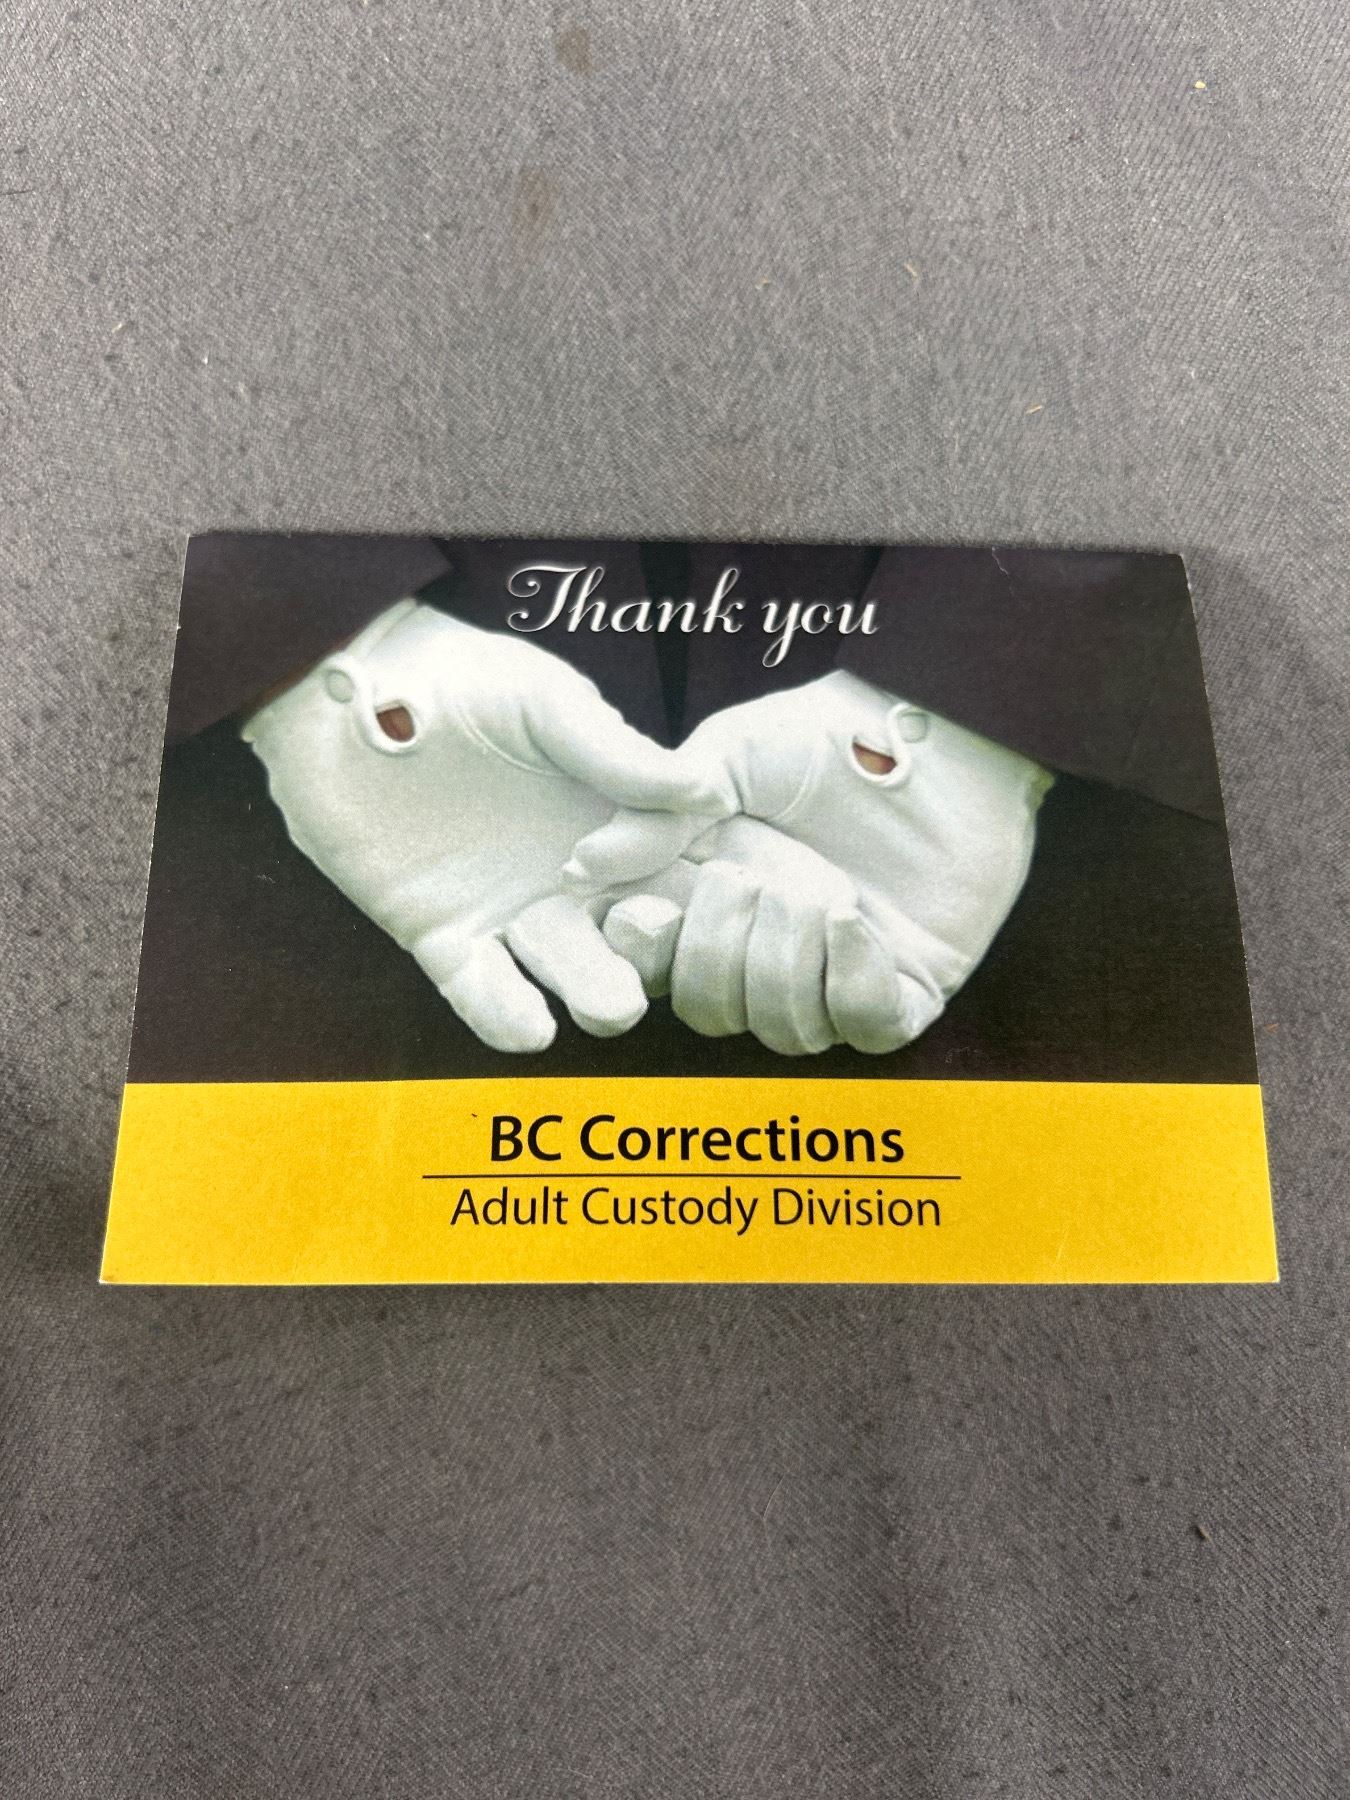 Thank you
BC Corrections
Adult Custody Division